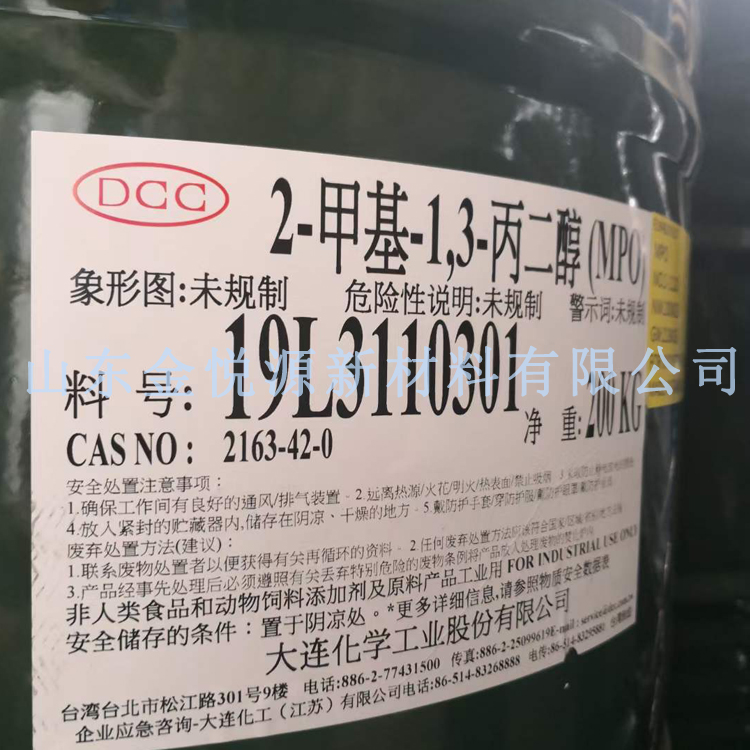 DCC
2-甲基-1,3-丙二醇(MPO)
象形图:未规制 危险性说明:未规制 警示词:未规制
山东金悦源新材料有限公司
料 号: 19L3110301 净 重: 200 KG
CAS NO : 2163-42-0
安全处置注意事项:
1.确保工作间有良好的通风/排气装置 - 2.远离热源/火花/明火/热表面/禁止吸烟
4.放入紧封的贮藏器内,储存在阴凉、干燥的地方 - 5.戴防护手套/穿防护服/戴防护眼罩/戴防护面具
废弃处置方法(建议):
1.联系废物处置者以便获得有关再循环的资料 - 2.任何废弃处置方法
3.产品经事先处理后必须遵照有关丢弃特别危险的废物条例将产品放入处理废物的
非人类食品和动物饲料添加剂及原料产品工业用 FOR INDUSTRIAL USE ONLY
安全储存的条件:置于阴凉处。*更多详细信息,请参照物质安全数据表
大连化学工业股份有限公司
台湾台北市松江路301号9楼 电话:886-2-77431500 传真:886-2-25099619
企业应急咨询-大连化工(江苏)有限公司电话:86-514-83268888
MPO